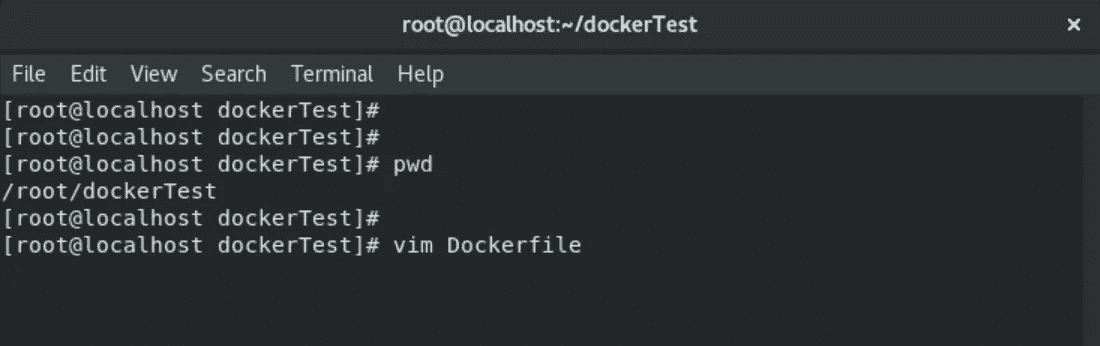 root@localhost:~/dockerTest ×
File Edit View Search Terminal Help
[root@localhost dockerTest]#
[root@localhost dockerTest]#
[root@localhost dockerTest]# pwd
/root/dockerTest
[root@localhost dockerTest]#
[root@localhost dockerTest]# vim Dockerfile